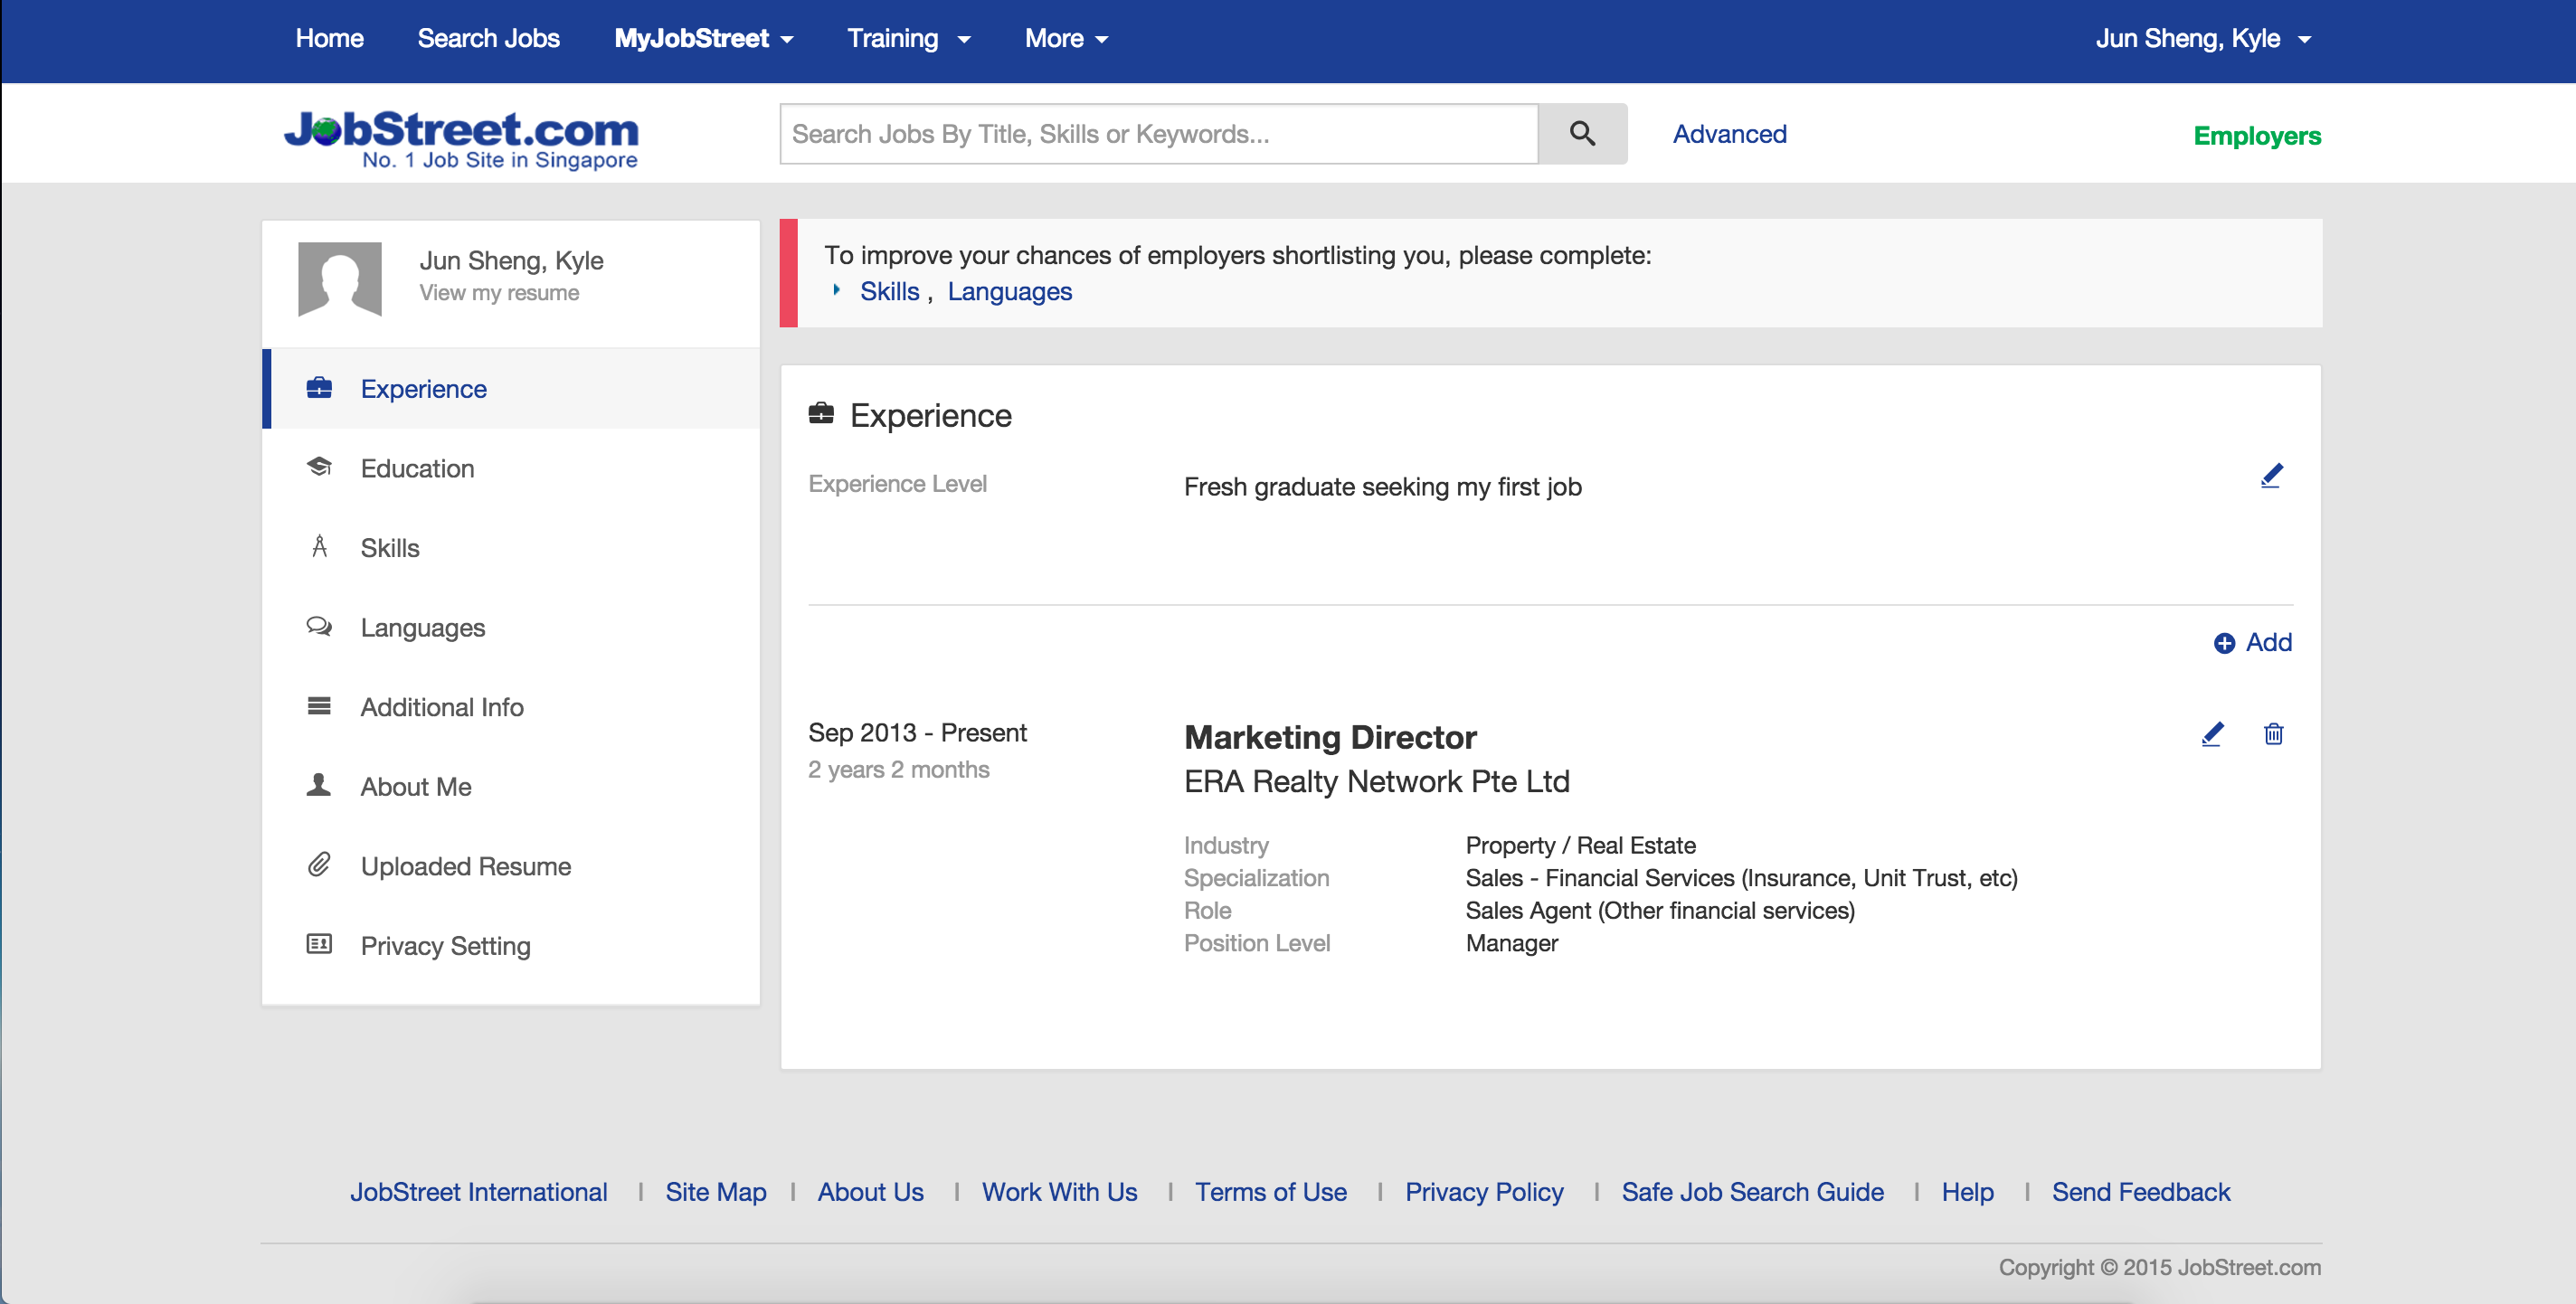 Home Search Jobs MyJobStreet Training More Jun Sheng, Kyle
JobStreet.com
No. 1 Job Site in Singapore
Search Jobs By Title, Skills or Keywords...
Advanced
Employers
Jun Sheng, Kyle
View my resume
Experience
Education
Skills
Languages
Additional Info
About Me
Uploaded Resume
Privacy Setting
To improve your chances of employers shortlisting you, please complete:
Skills , Languages
Experience
Experience Level Fresh graduate seeking my first job
Add
Sep 2013 - Present
2 years 2 months
Marketing Director
ERA Realty Network Pte Ltd
Industry Property / Real Estate
Specialization Sales - Financial Services (Insurance, Unit Trust, etc)
Role Sales Agent (Other financial services)
Position Level Manager
JobStreet International | Site Map | About Us | Work With Us | Terms of Use | Privacy Policy | Safe Job Search Guide | Help | Send Feedback
Copyright © 2015 JobStreet.com